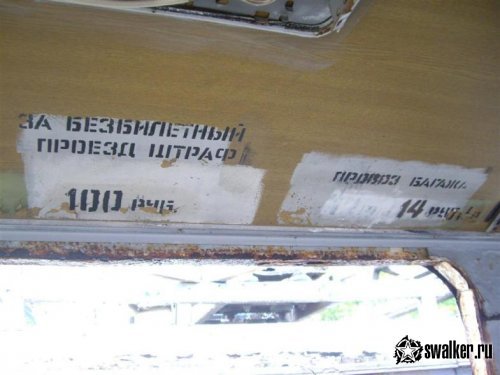 ЗА БЕЗБИЛЕТНЫЙ
ПРОЕЗД ШТРАФ
100 РУБ.
ПРОВОЗ БАГАЖА
14 РУБ.
swalker.ru